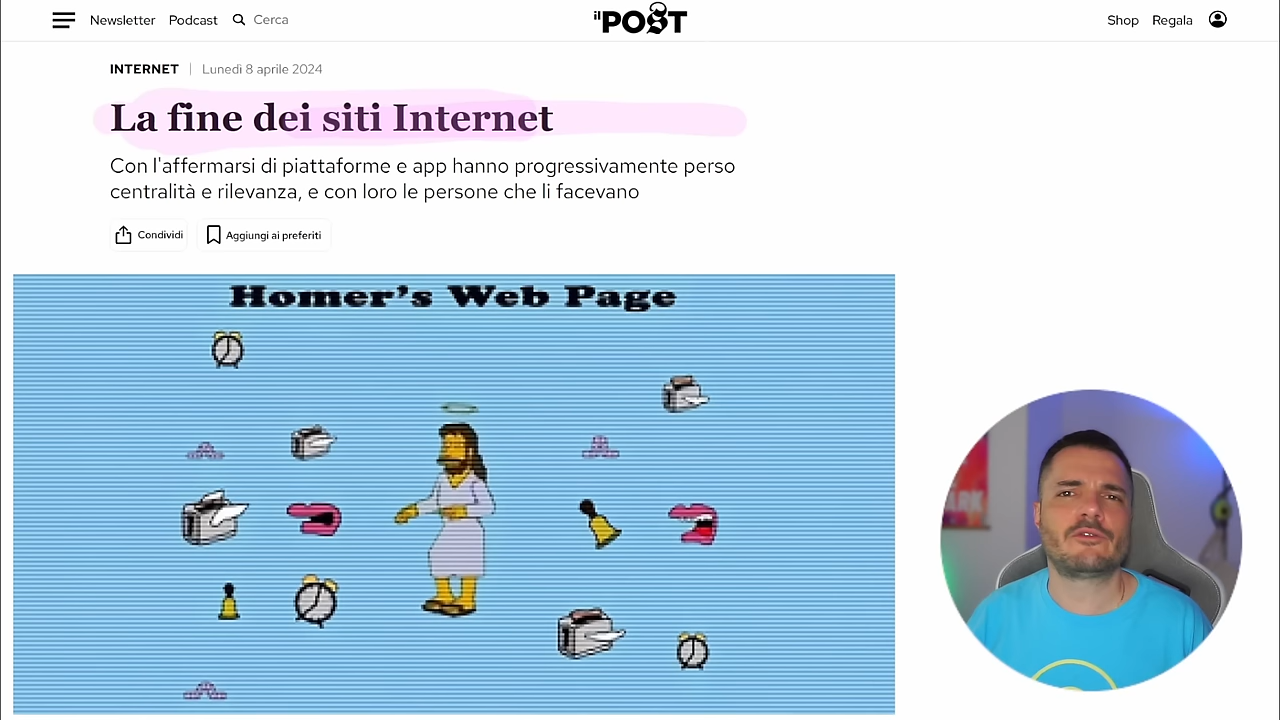 Newsletter Podcast Cerca
il POST
Shop Regala
INTERNET | Lunedì 8 aprile 2024
La fine dei siti Internet
Con l'affermarsi di piattaforme e app hanno progressivamente perso
centralità e rilevanza, e con loro le persone che li facevano
Condividi Aggiungi ai preferiti
Homer's Web Page